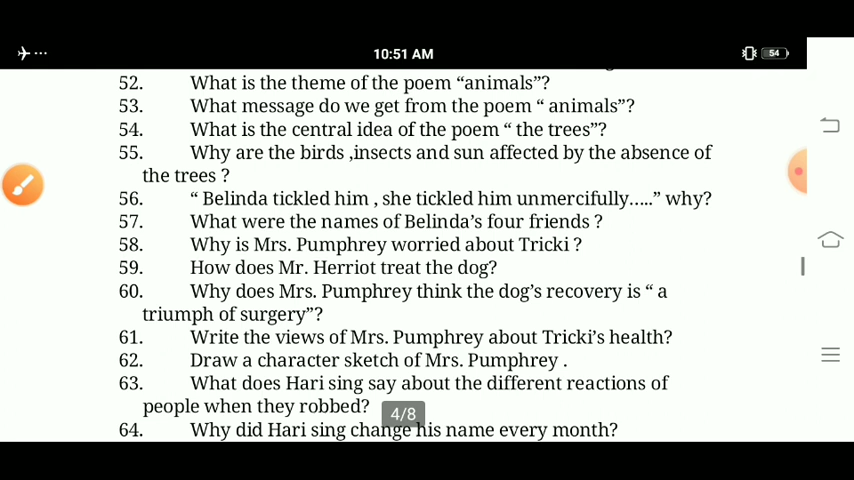 10:51 AM
54
52. What is the theme of the poem “animals”?
53. What message do we get from the poem “ animals”?
54. What is the central idea of the poem “ the trees”?
55. Why are the birds ,insects and sun affected by the absence of
the trees ?
56. “ Belinda tickled him , she tickled him unmercifully.....” why?
57. What were the names of Belinda’s four friends ?
58. Why is Mrs. Pumphrey worried about Tricki ?
59. How does Mr. Herriot treat the dog?
60. Why does Mrs. Pumphrey think the dog’s recovery is “ a
triumph of surgery”?
61. Write the views of Mrs. Pumphrey about Tricki’s health?
62. Draw a character sketch of Mrs. Pumphrey .
63. What does Hari sing say about the different reactions of
people when they robbed?
4/8
64. Why did Hari sing change his name every month?